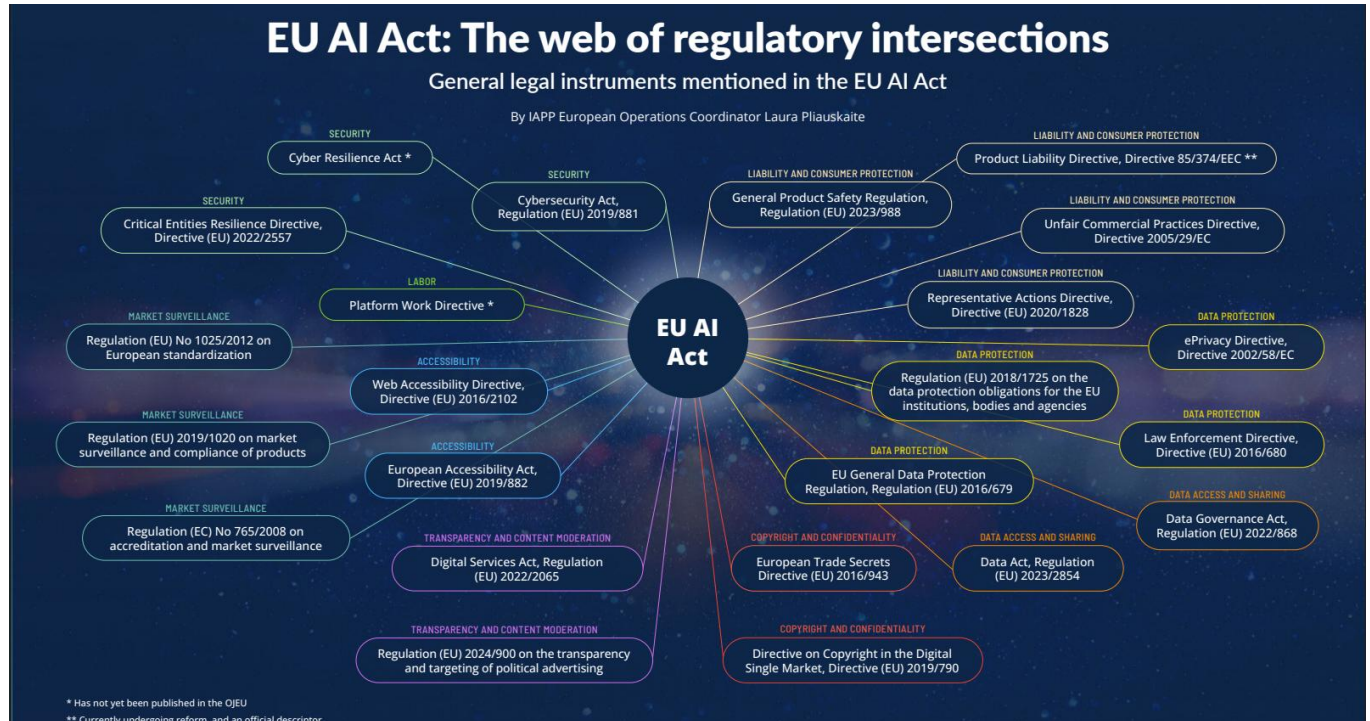 EU AI Act: The web of regulatory intersections
General legal instruments mentioned in the EU AI Act
By IAPP European Operations Coordinator Laura Pliauskaite
SECURITY
Cyber Resilience Act *
SECURITY
Cybersecurity Act,
Regulation (EU) 2019/881
SECURITY
Critical Entities Resilience Directive,
Directive (EU) 2022/2557
LABOR
Platform Work Directive *
MARKET SURVEILLANCE
Regulation (EU) No 1025/2012 on
European standardization
ACCESSIBILITY
Web Accessibility Directive,
Directive (EU) 2016/2102
MARKET SURVEILLANCE
Regulation (EU) 2019/1020 on market
surveillance and compliance of products
ACCESSIBILITY
European Accessibility Act,
Directive (EU) 2019/882
MARKET SURVEILLANCE
Regulation (EC) No 765/2008 on
accreditation and market surveillance
TRANSPARENCY AND CONTENT MODERATION
Digital Services Act, Regulation
(EU) 2022/2065
TRANSPARENCY AND CONTENT MODERATION
Regulation (EU) 2024/900 on the transparency
and targeting of political advertising
EU AI
Act
LIABILITY AND CONSUMER PROTECTION
Product Liability Directive, Directive 85/374/EEC **
LIABILITY AND CONSUMER PROTECTION
General Product Safety Regulation,
Regulation (EU) 2023/988
LIABILITY AND CONSUMER PROTECTION
Unfair Commercial Practices Directive,
Directive 2005/29/EC
LIABILITY AND CONSUMER PROTECTION
Representative Actions Directive,
Directive (EU) 2020/1828
DATA PROTECTION
ePrivacy Directive,
Directive 2002/58/EC
DATA PROTECTION
Regulation (EU) 2018/1725 on the
data protection obligations for the EU
institutions, bodies and agencies
DATA PROTECTION
Law Enforcement Directive,
Directive (EU) 2016/680
DATA PROTECTION
EU General Data Protection
Regulation, Regulation (EU) 2016/679
DATA ACCESS AND SHARING
Data Governance Act,
Regulation (EU) 2022/868
COPYRIGHT AND CONFIDENTIALITY
European Trade Secrets
Directive (EU) 2016/943
DATA ACCESS AND SHARING
Data Act, Regulation
(EU) 2023/2854
COPYRIGHT AND CONFIDENTIALITY
Directive on Copyright in the Digital
Single Market, Directive (EU) 2019/790
* Has not yet been published in the OJEU
** Currently undergoing reform, and an official descriptor